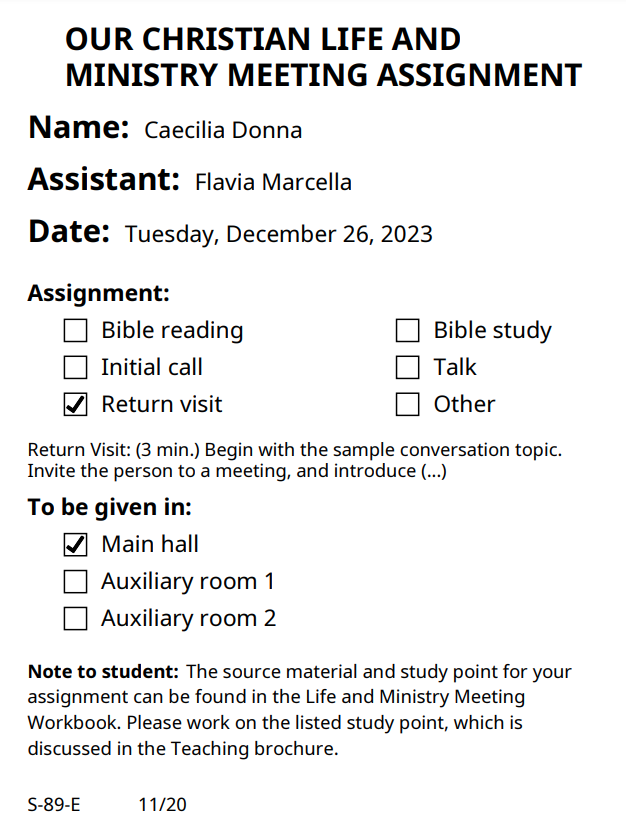 OUR CHRISTIAN LIFE AND
MINISTRY MEETING ASSIGNMENT
Name: Caecilia Donna
Assistant: Flavia Marcella
Date: Tuesday, December 26, 2023
Assignment:
Bible reading
Initial call
Return visit
Bible study
Talk
Other
Return Visit: (3 min.) Begin with the sample conversation topic.
Invite the person to a meeting, and introduce (...)
To be given in:
Main hall
Auxiliary room 1
Auxiliary room 2
Note to student: The source material and study point for your
assignment can be found in the Life and Ministry Meeting
Workbook. Please work on the listed study point, which is
discussed in the Teaching brochure.
S-89-E 11/20